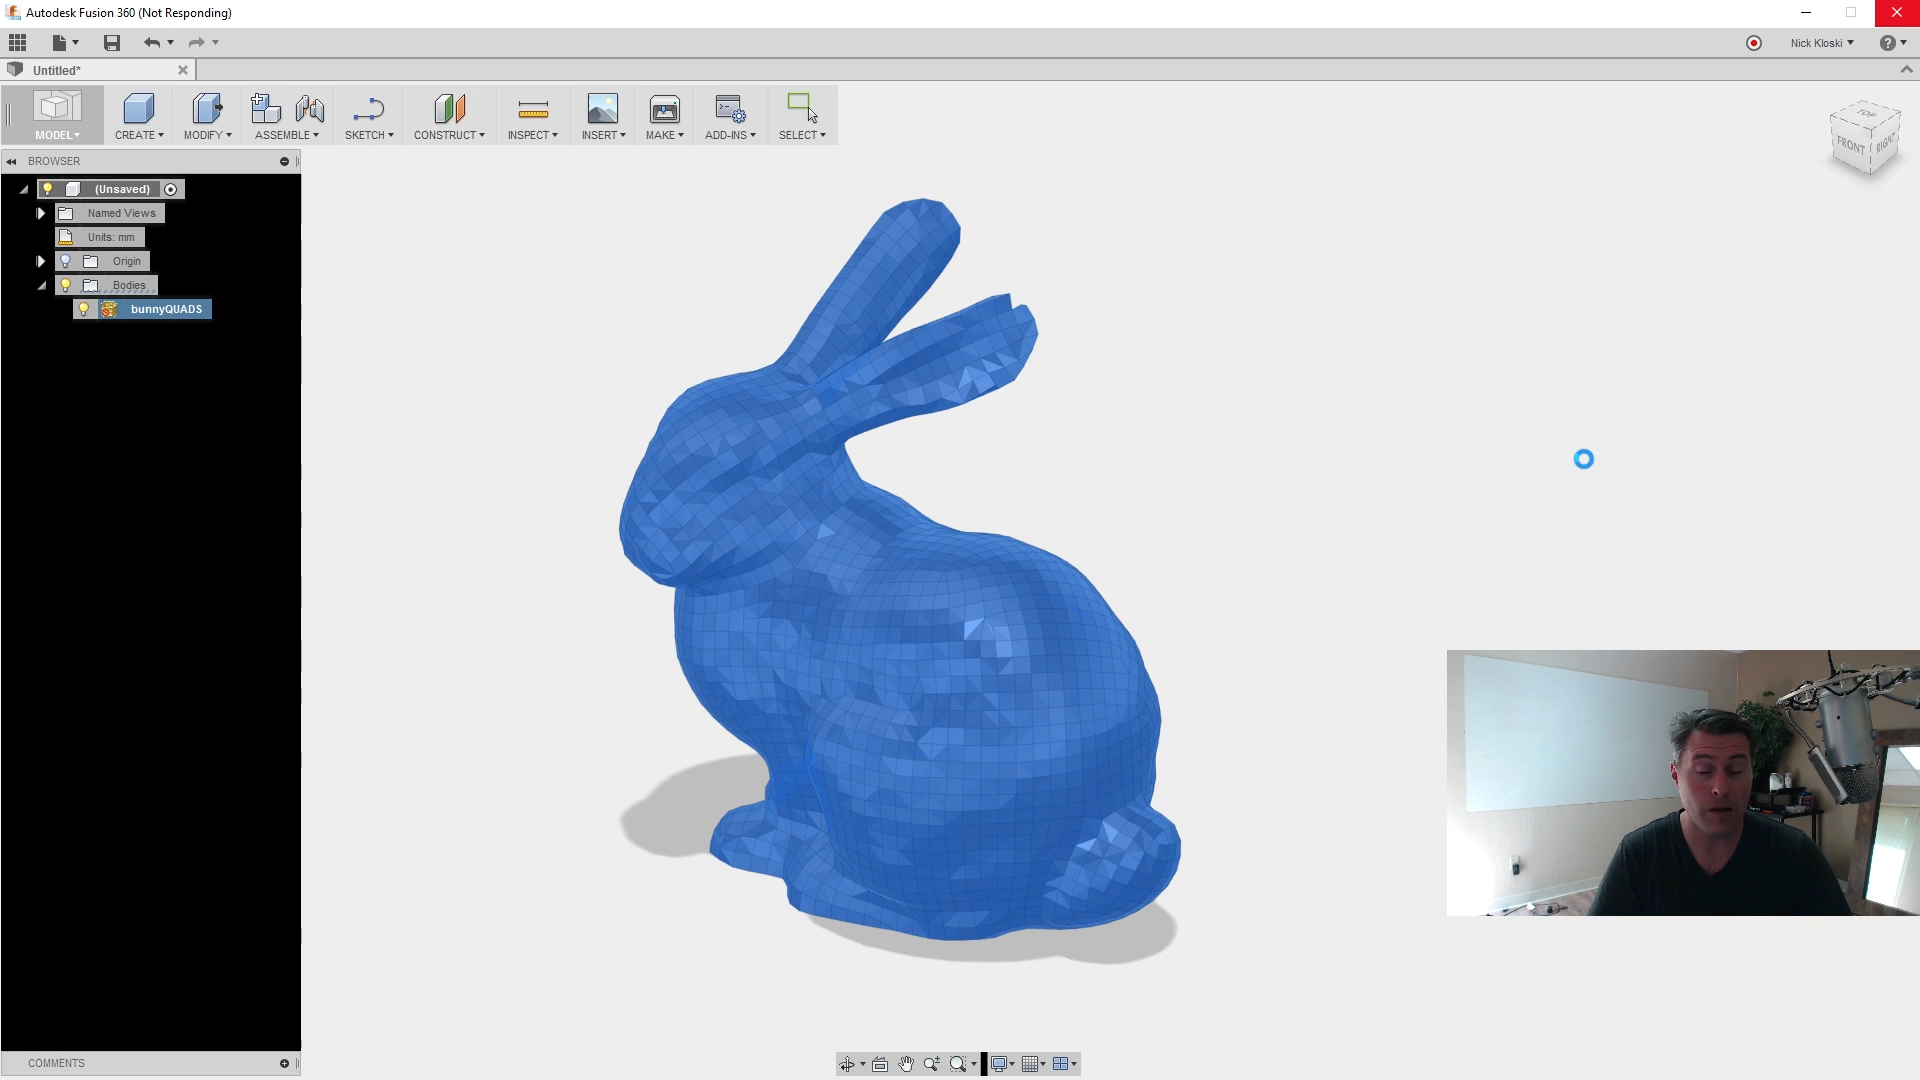 Autodesk Fusion 360 (Not Responding)
Nick Kloski
Untitled*
MODEL
CREATE
MODIFY
ASSEMBLE
SKETCH
CONSTRUCT
INSPECT
INSERT
MAKE
ADD-INS
SELECT
TOP
FRONT
RIGHT
BROWSER
(Unsaved)
Named Views
Units: mm
Origin
Bodies
bunnyQUADS
COMMENTS